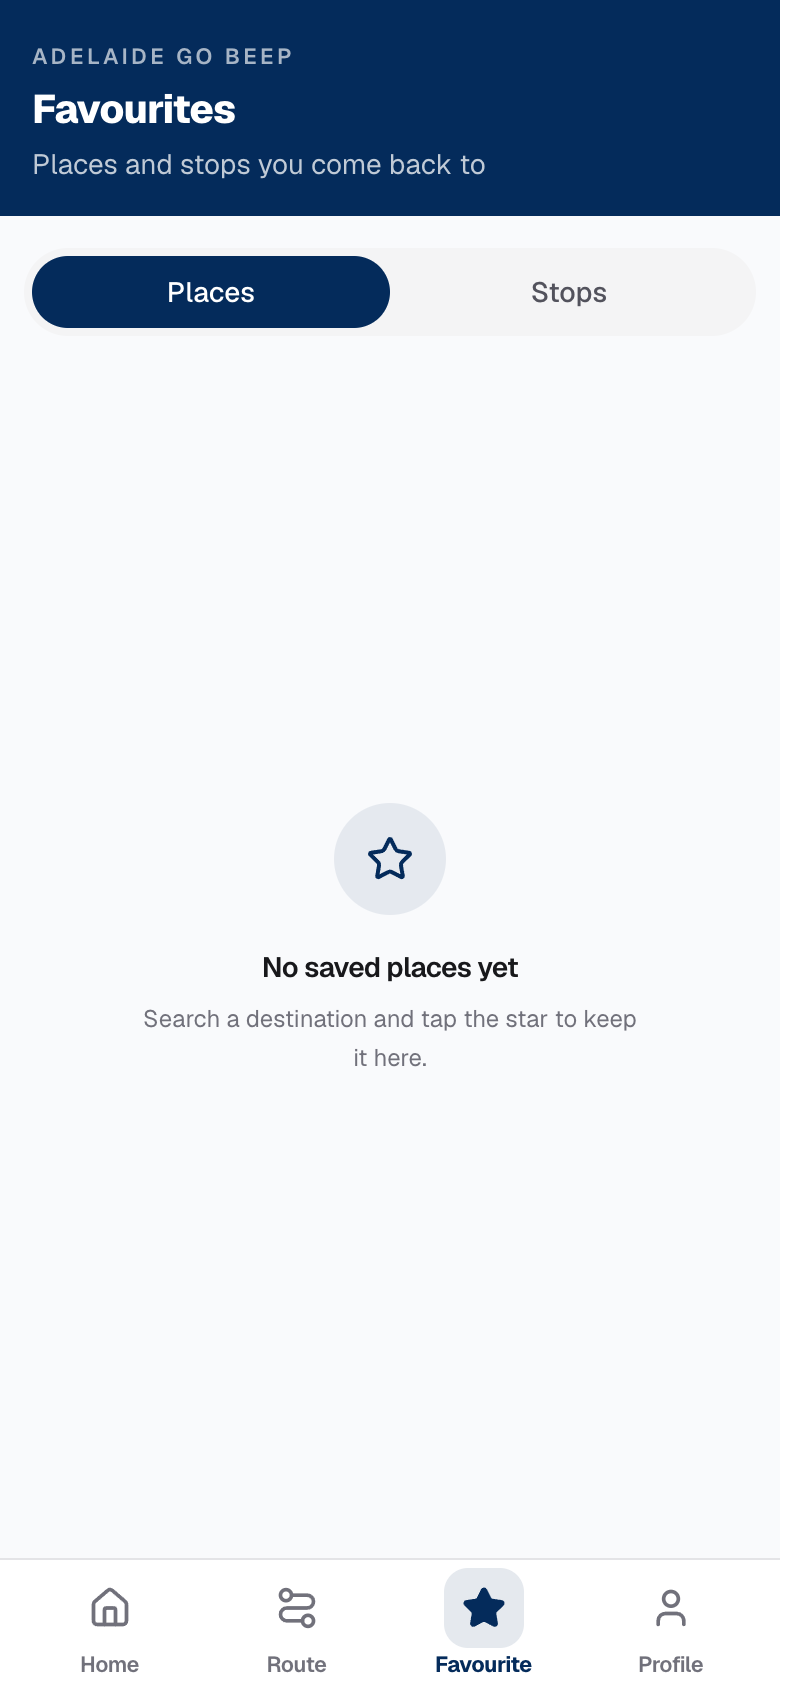 ADELAIDE GO BEEP
Favourites
Places and stops you come back to
Places
Stops
No saved places yet
Search a destination and tap the star to keep
it here.
Home
Route
Favourite
Profile